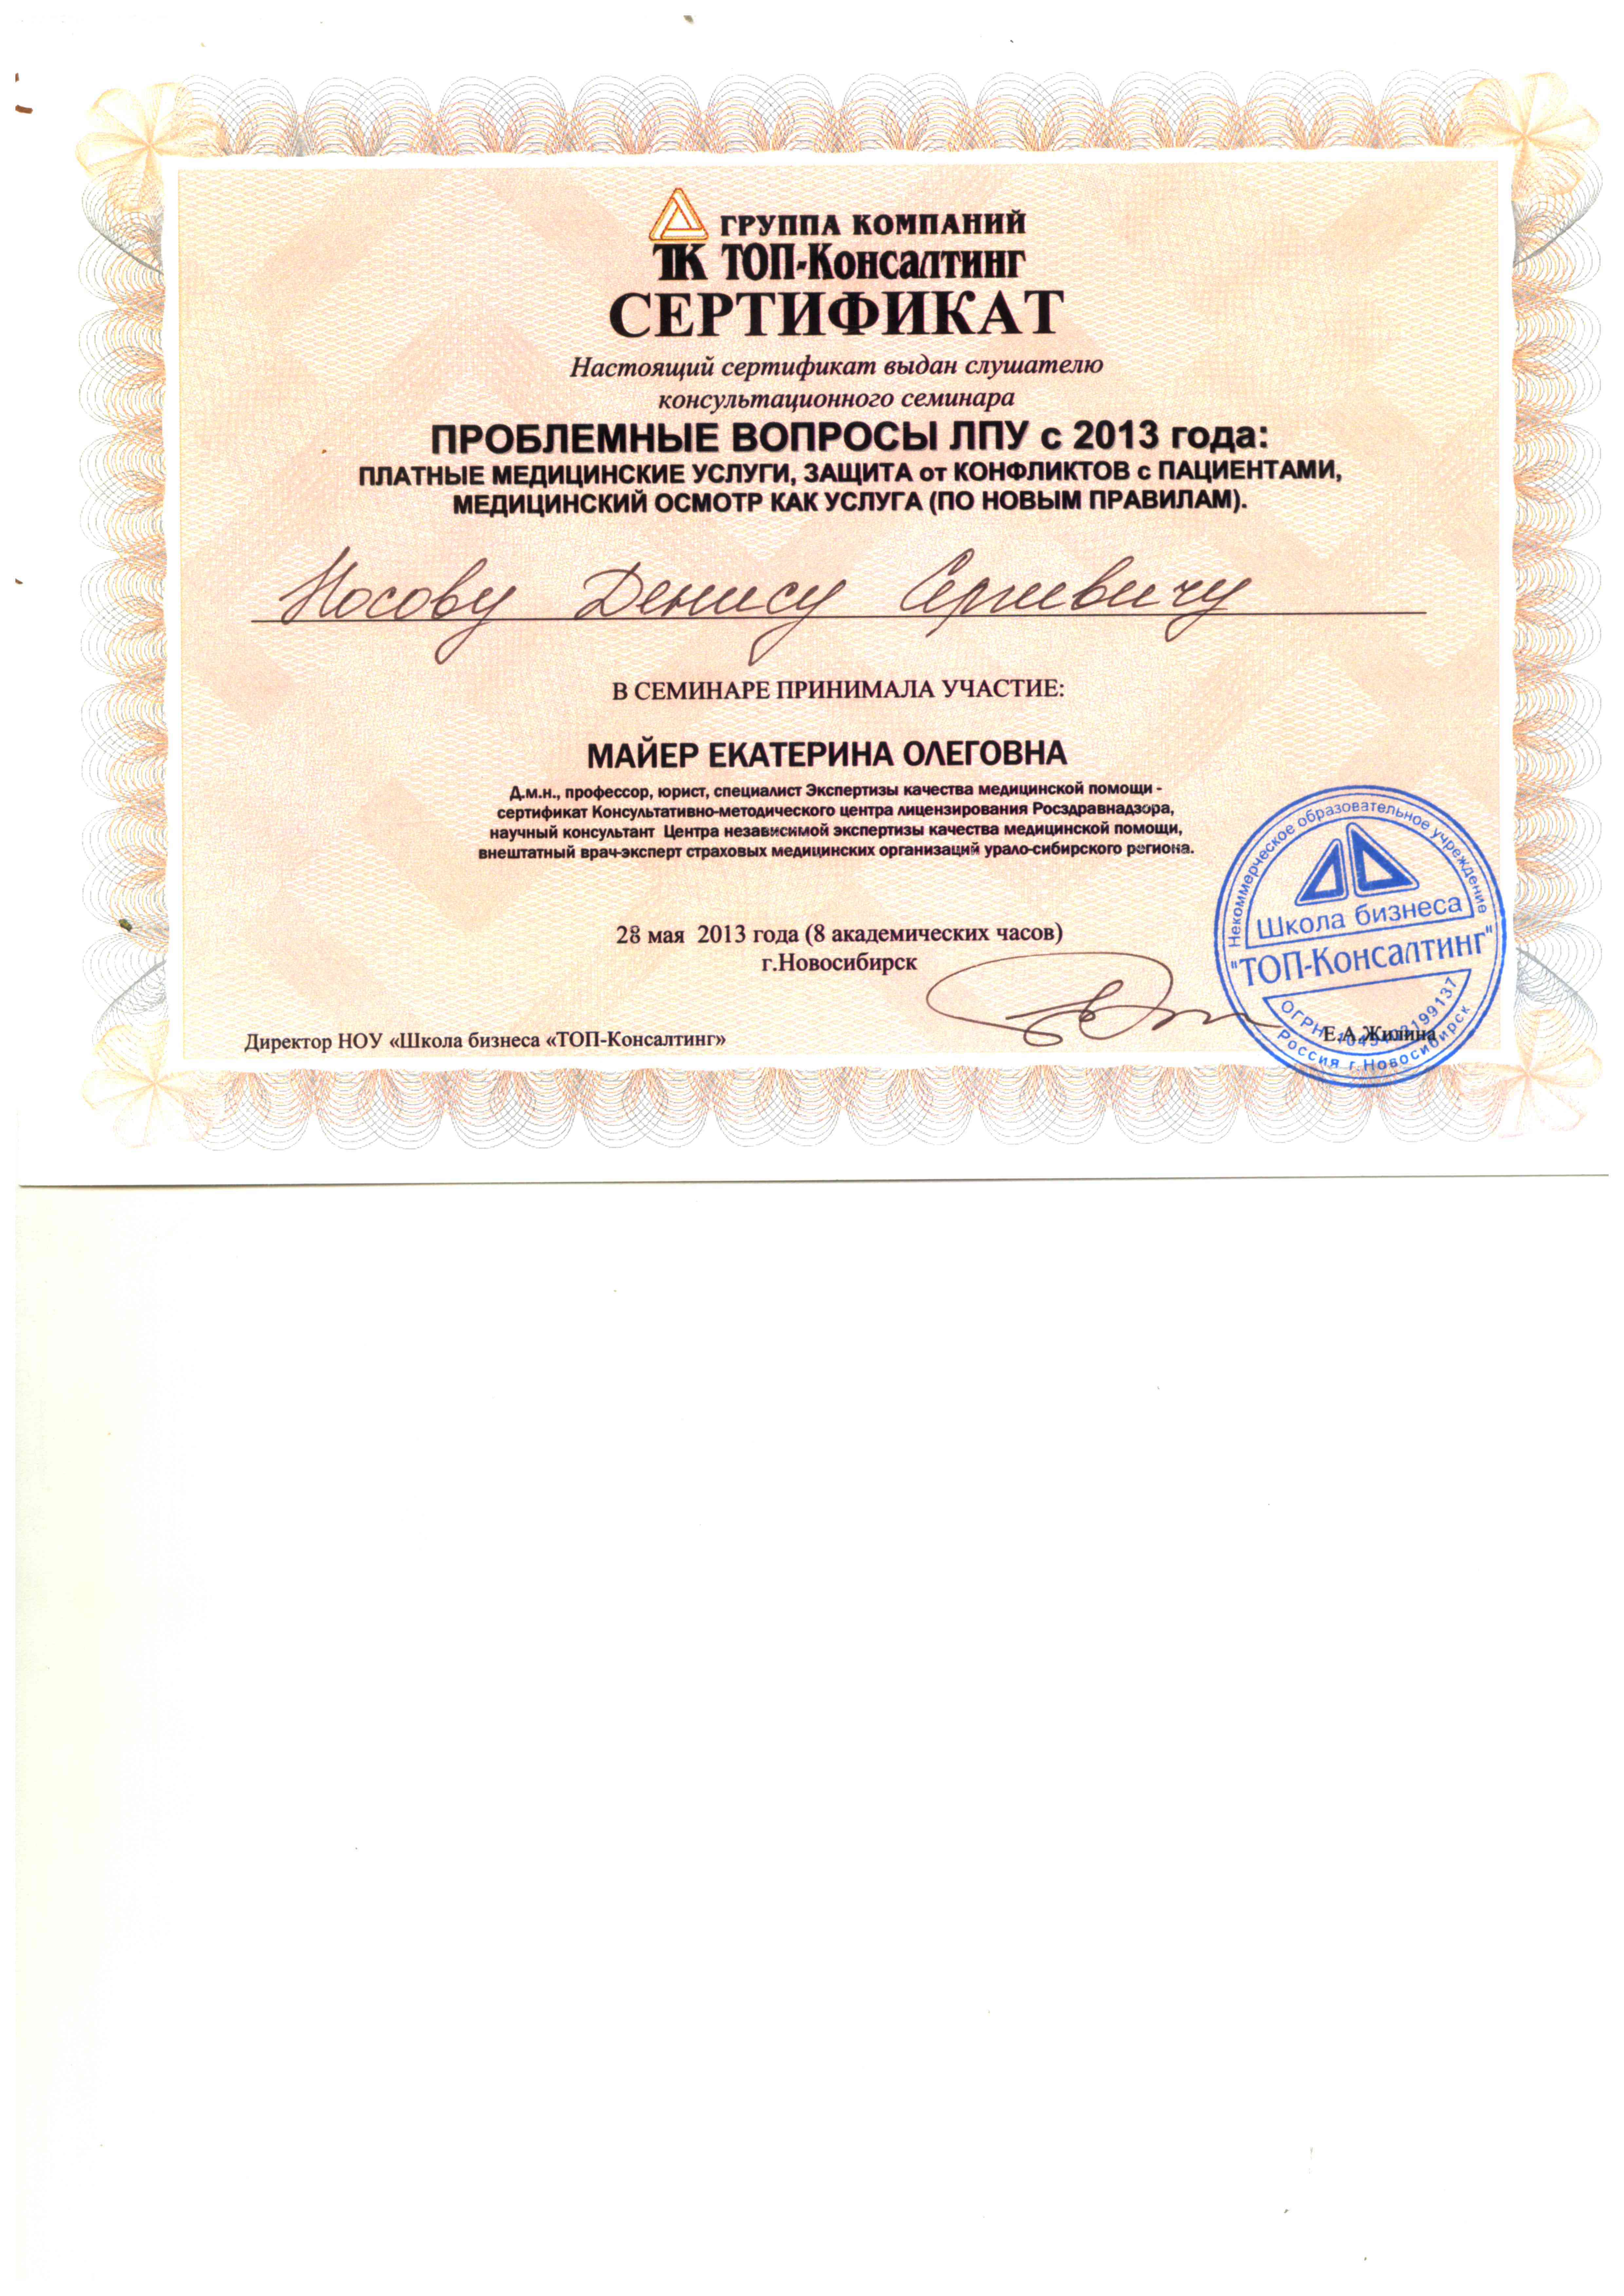 ГРУППА КОМПАНИЙ
ТК ТОП-Консалтинг
СЕРТИФИКАТ
Настоящий сертификат выдан слушателю
консультационного семинара
ПРОБЛЕМНЫЕ ВОПРОСЫ ЛПУ с 2013 года:
ПЛАТНЫЕ МЕДИЦИНСКИЕ УСЛУГИ, ЗАЩИТА от КОНФЛИКТОВ с ПАЦИЕНТАМИ,
МЕДИЦИНСКИЙ ОСМОТР КАК УСЛУГА (ПО НОВЫМ ПРАВИЛАМ).
Носову Денису Сергеевичу
В СЕМИНАРЕ ПРИНИМАЛА УЧАСТИЕ:
МАЙЕР ЕКАТЕРИНА ОЛЕГОВНА
Д.м.н., профессор, юрист, специалист Экспертизы качества медицинской помощи -
сертификат Консультативно-методического центра лицензирования Росздравнадзора,
научный консультант Центра независимой экспертизы качества медицинской помощи,
внештатный врач-эксперт страховых медицинских организаций урало-сибирского региона.
28 мая 2013 года (8 академических часов)
г.Новосибирск
Директор НОУ «Школа бизнеса «ТОП-Консалтинг»
Е.А.Жилина
Некоммерческое образовательное учреждение
Школа бизнеса
"ТОП-Консалтинг"
ОГРН
Россия г.Новосибирск